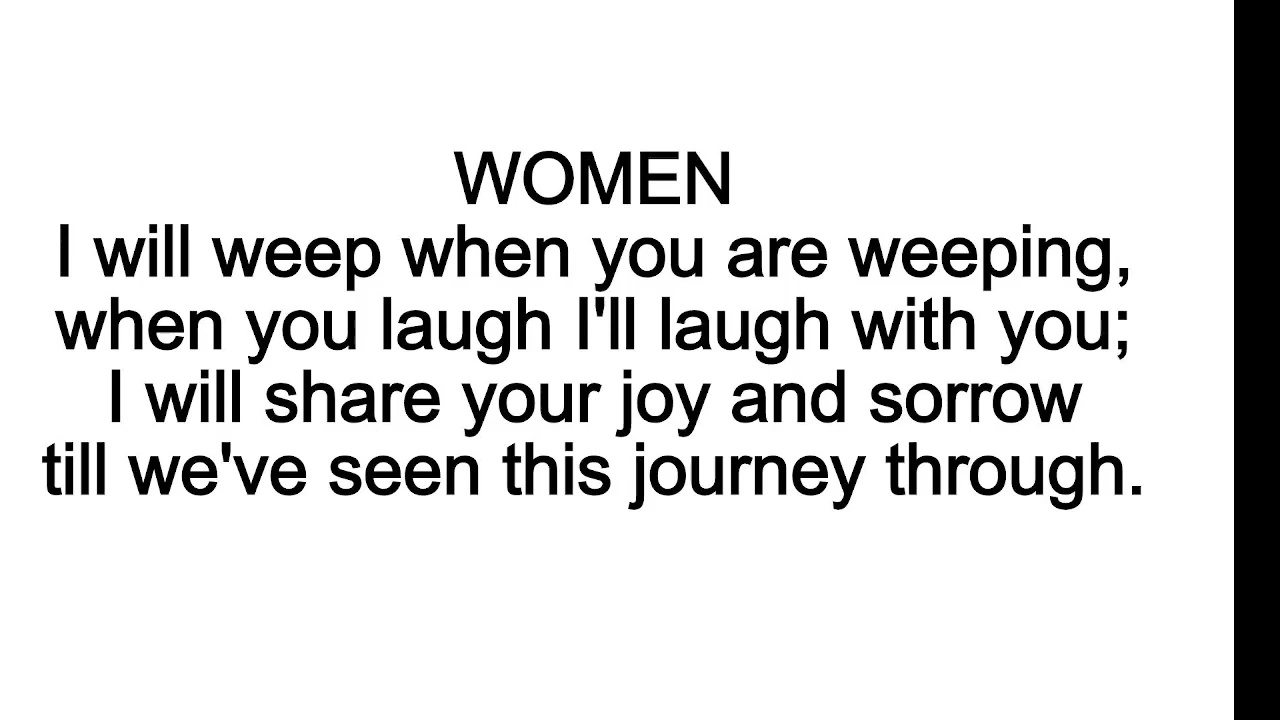 WOMEN
I will weep when you are weeping,
when you laugh I'll laugh with you;
I will share your joy and sorrow
till we've seen this journey through.